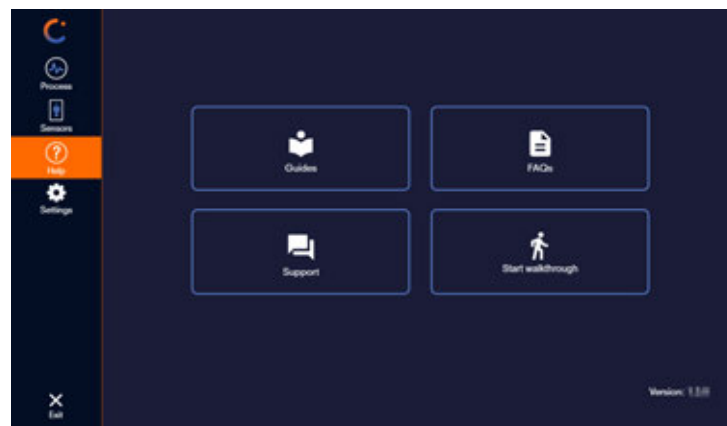 Process
Sensors
Help
Settings
Exit
Guides
FAQs
Support
Start walkthrough
Version: